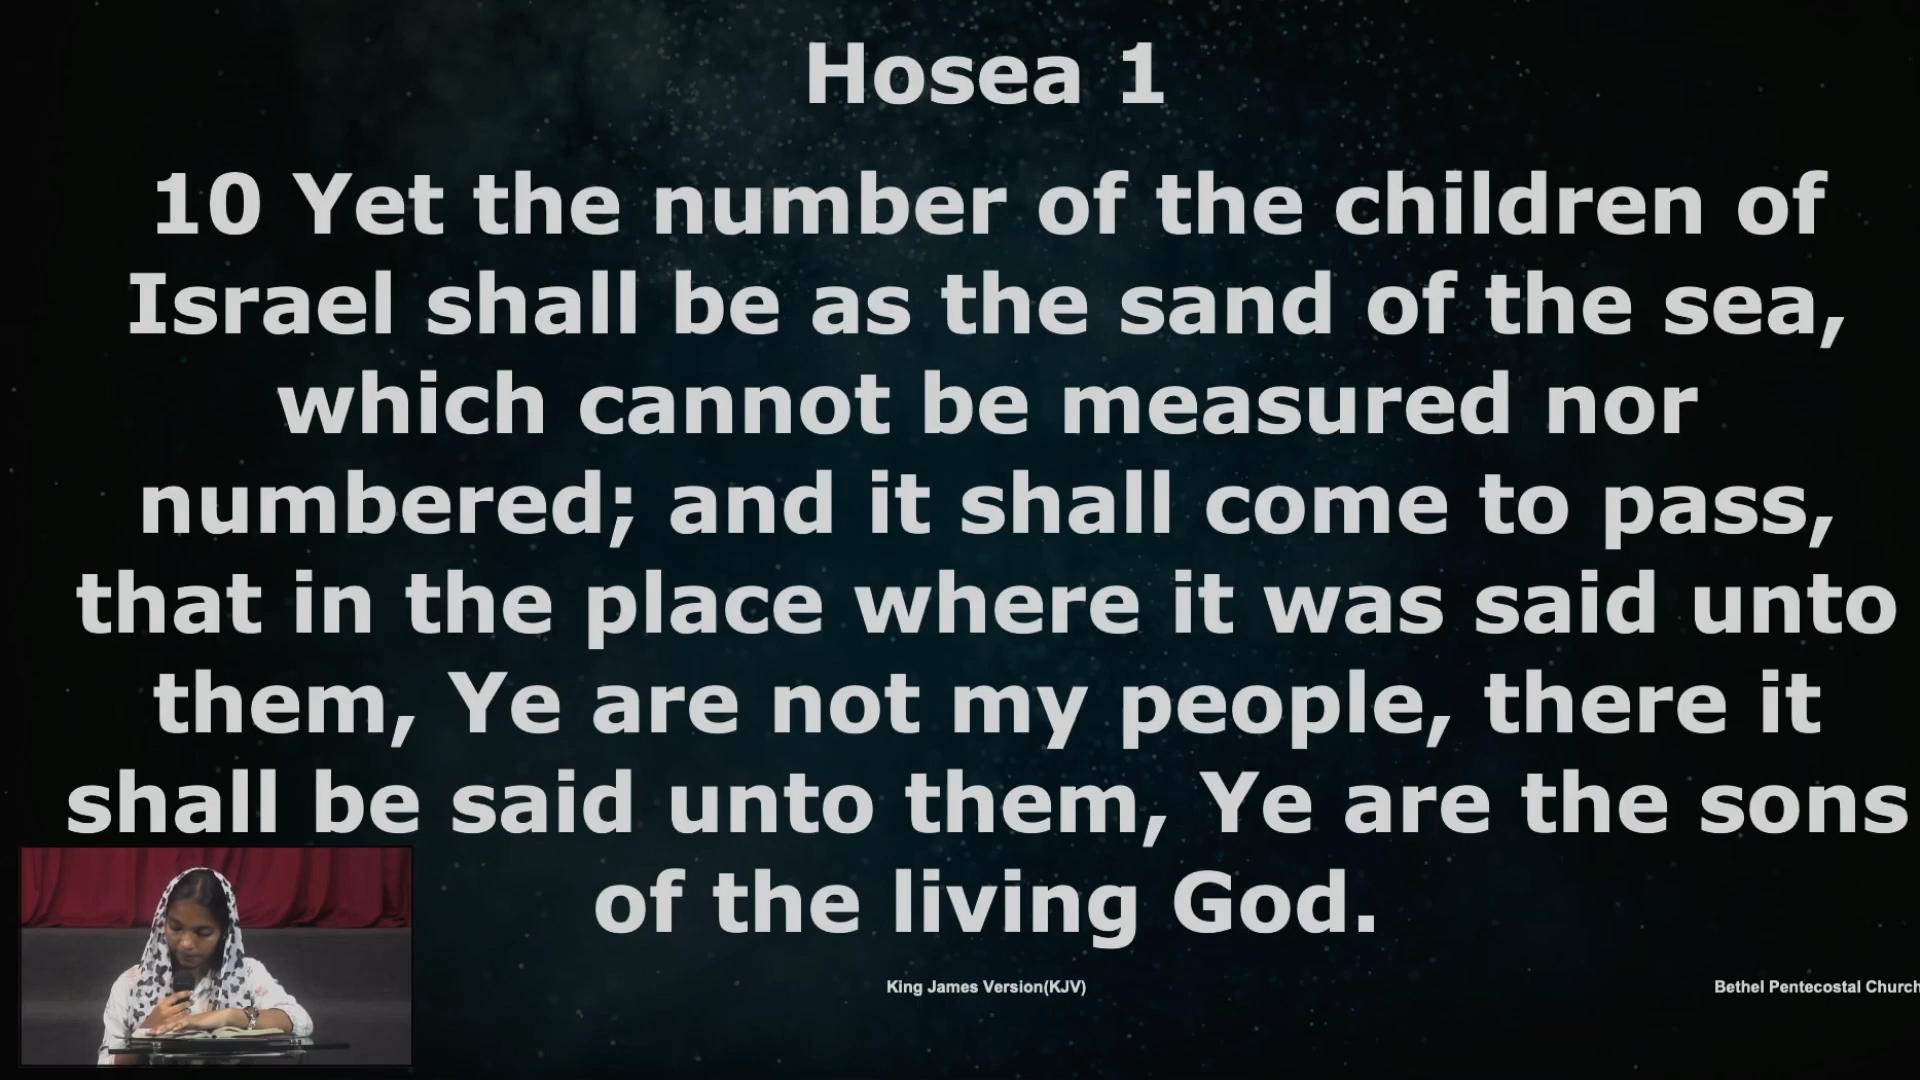 Hosea 1
10 Yet the number of the children of
Israel shall be as the sand of the sea,
which cannot be measured nor
numbered; and it shall come to pass,
that in the place where it was said unto
them, Ye are not my people, there it
shall be said unto them, Ye are the sons
of the living God.
King James Version(KJV)
Bethel Pentecostal Church